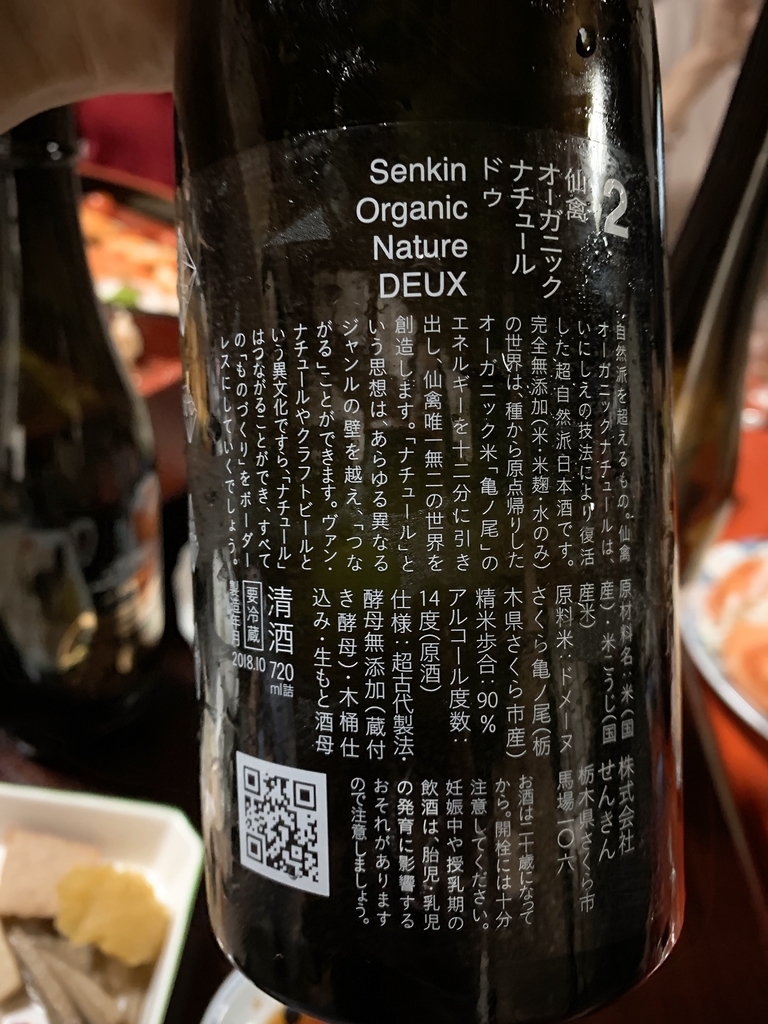 2
仙禽
オーガニック
ナチュール
ドゥ
Senkin
Organic
Nature
DEUX
自然派を超えるもの。仙禽
オーガニックナチュールは、
いにしえの技法により復活
した超自然派日本酒です。
完全無添加(米・米麹・水のみ)
の世界は、種から原点帰りした
オーガニック米「亀ノ尾」の
エネルギーを十二分に引き
出し、仙禽唯一無二の世界を
創造します。「ナチュール」と
いう思想は、あらゆる異なる
ジャンルの壁を越え、「つな
がる」ことができます。ヴァン・
ナチュールやクラフトビールと
いう異文化ですら、「ナチュール」
はつながることができ、すべて
の「ものづくり」をボーダー
レスにしていくでしょう。
原材料名:米(国
産)・米こうじ(国
産米)
原料米:ドメーヌ
さくら亀ノ尾(栃
木県さくら市産)
精米歩合:90%
アルコール度数:
14度(原酒)
仕様:超古代製法・
酵母無添加(蔵付
き酵母)・木桶仕
込み・生もと酒母
清酒 720ml詰
要冷蔵
製造年月 2018.10
株式会社
せんきん
栃木県さくら市
馬場一〇六
お酒は二十歳になって
から。開栓には十分
注意してください。
妊娠中や授乳期の
飲酒は、胎児・乳児
の発育に影響する
おそれがあります
ので注意しましょう。